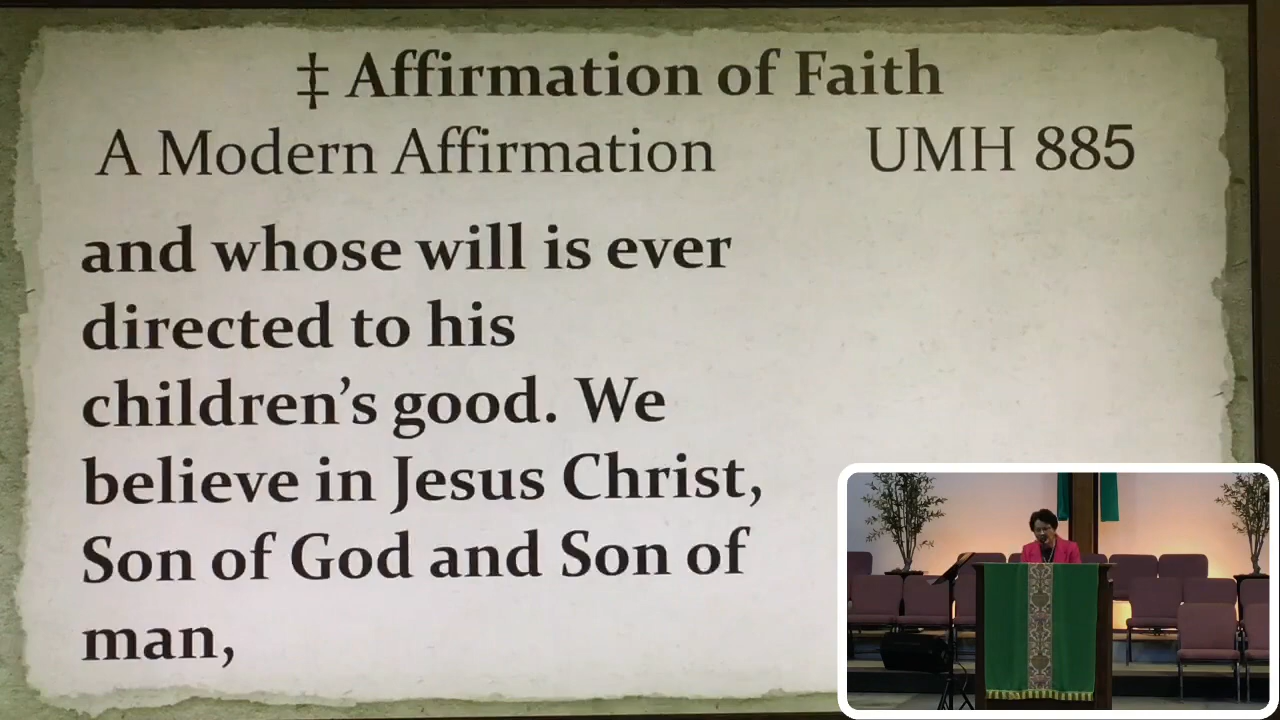 ‡ Affirmation of Faith
A Modern Affirmation UMH 885
and whose will is ever
directed to his
children’s good. We
believe in Jesus Christ,
Son of God and Son of
man,